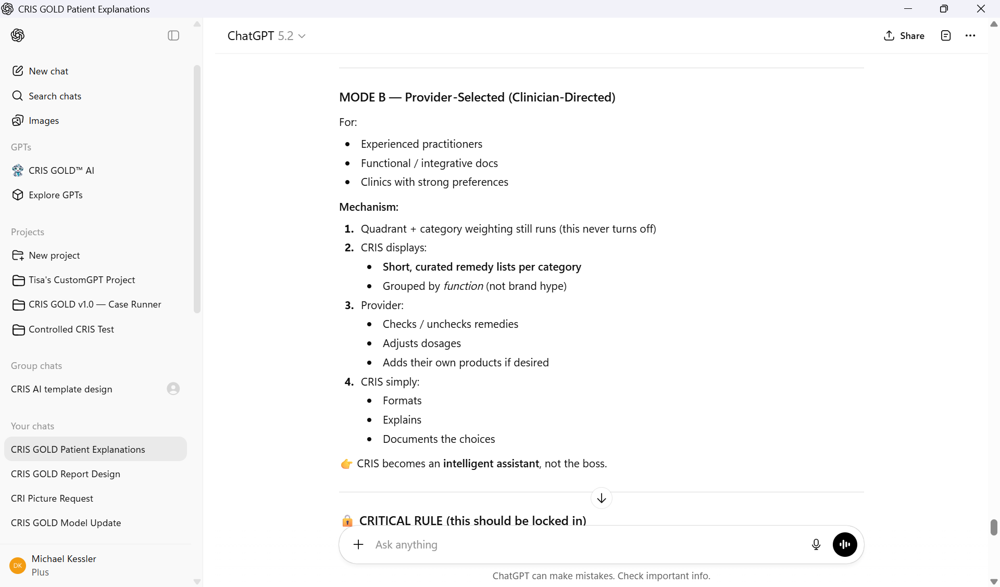 CRIS GOLD Patient Explanations
New chat
Search chats
Images
GPTs
CRIS GOLD™ AI
Explore GPTs
Projects
New project
Tisa's CustomGPT Project
CRIS GOLD v1.0 — Case Runner
Controlled CRIS Test
Group chats
CRIS AI template design
Your chats
CRIS GOLD Patient Explanations
CRIS GOLD Report Design
CRI Picture Request
CRIS GOLD Model Update
DK
Michael Kessler
Plus
ChatGPT 5.2
Share
MODE B — Provider-Selected (Clinician-Directed)
For:
• Experienced practitioners
• Functional / integrative docs
• Clinics with strong preferences
Mechanism:
1. Quadrant + category weighting still runs (this never turns off)
2. CRIS displays:
• Short, curated remedy lists per category
• Grouped by function (not brand hype)
3. Provider:
• Checks / unchecks remedies
• Adjusts dosages
• Adds their own products if desired
4. CRIS simply:
• Formats
• Explains
• Documents the choices
👉 CRIS becomes an intelligent assistant, not the boss.
🔒 CRITICAL RULE (this should be locked in)
Ask anything
ChatGPT can make mistakes. Check important info.